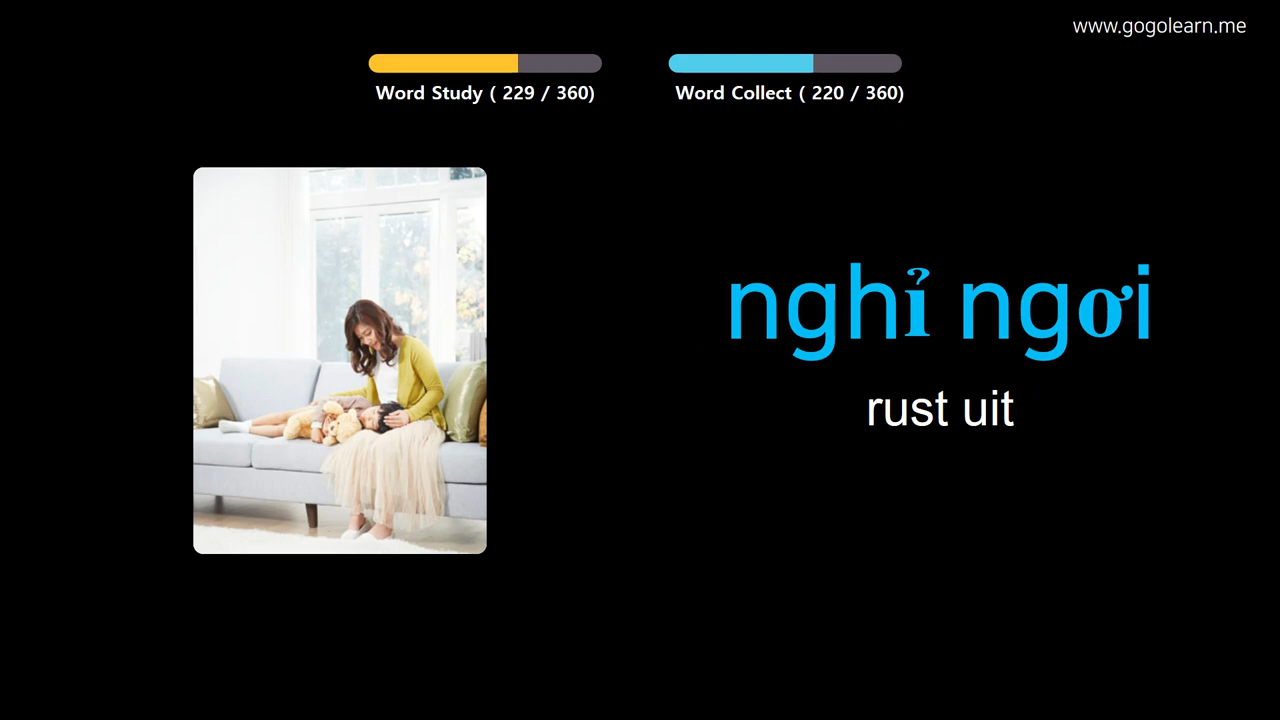 www.gogolearn.me
Word Study ( 229 / 360)
Word Collect ( 220 / 360)
nghỉ ngơi
rust uit